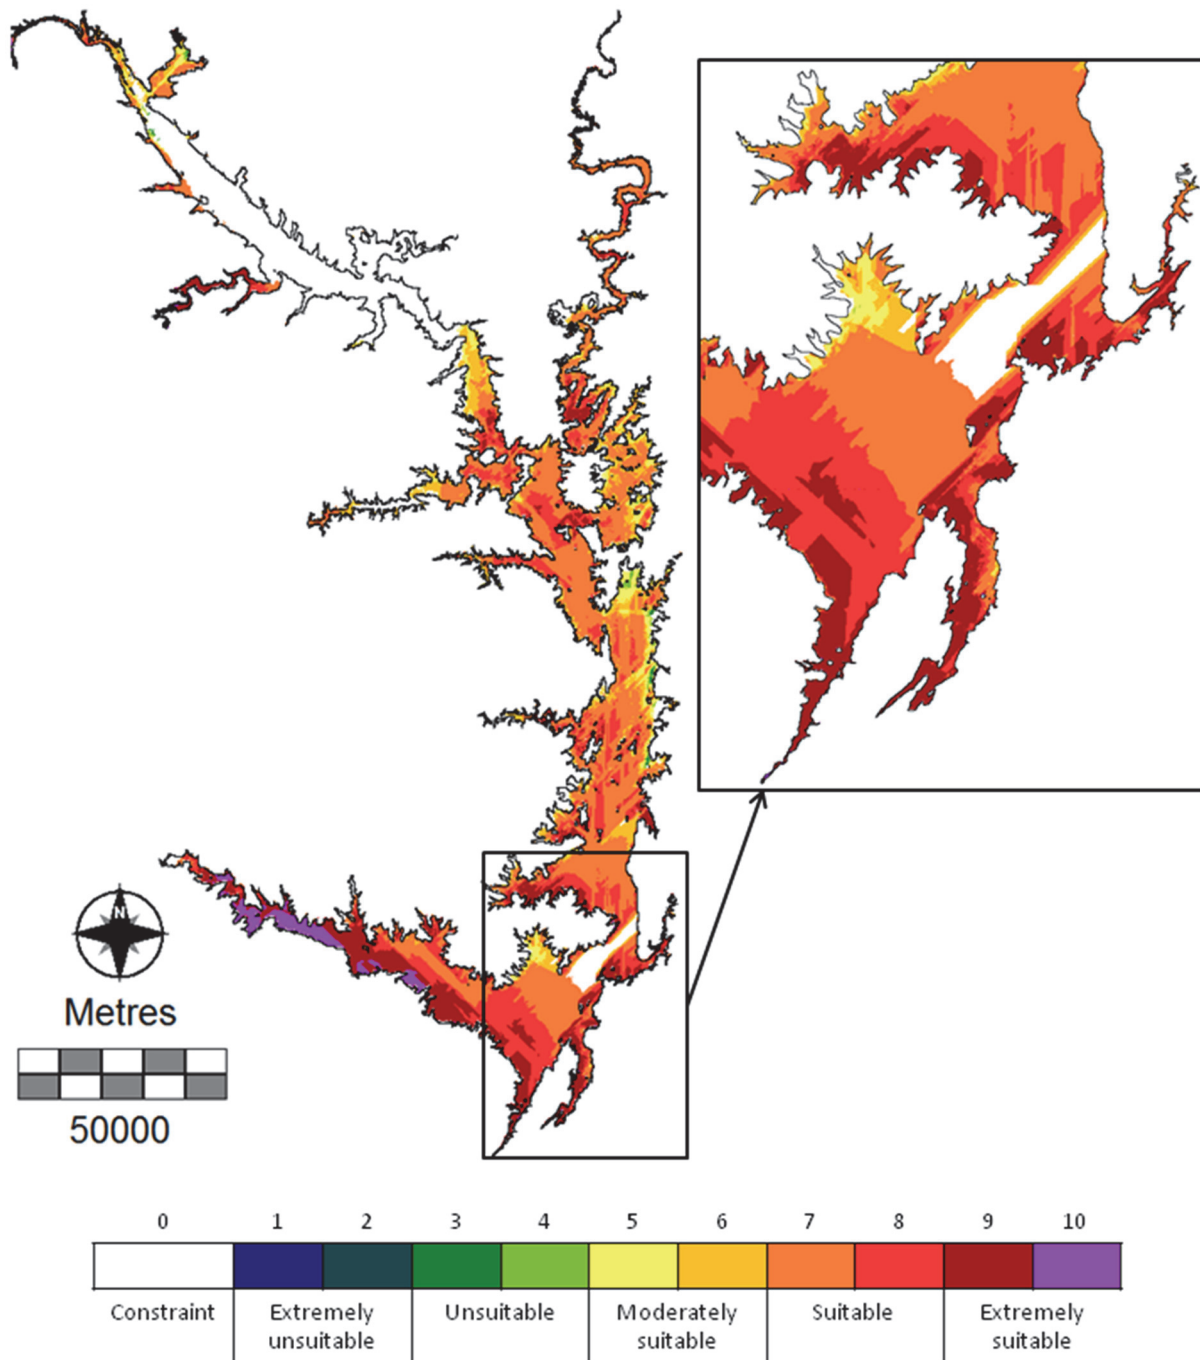 N
Metres
50000
0 1 2 3 4 5 6 7 8 9 10
Constraint Extremely Unsuitable Moderately Suitable Extremely
unsuitable suitable suitable